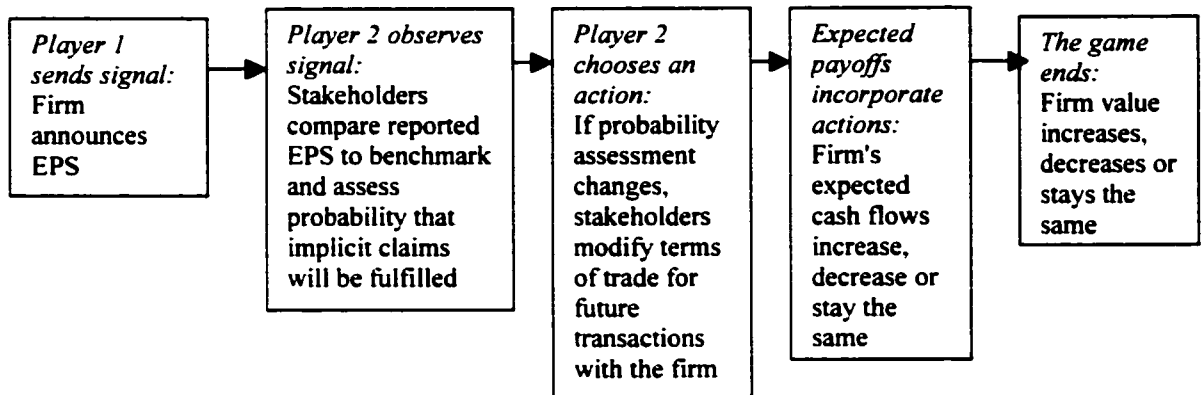 Player 1
sends signal:
Firm
announces
EPS
Player 2 observes
signal:
Stakeholders
compare reported
EPS to benchmark
and assess
probability that
implicit claims
will be fulfilled
Player 2
chooses an
action:
If probability
assessment
changes,
stakeholders
modify terms
of trade for
future
transactions
with the firm
Expected
payoffs
incorporate
actions:
Firm's
expected
cash flows
increase,
decrease or
stay the
same
The game
ends:
Firm value
increases,
decreases or
stays the
same